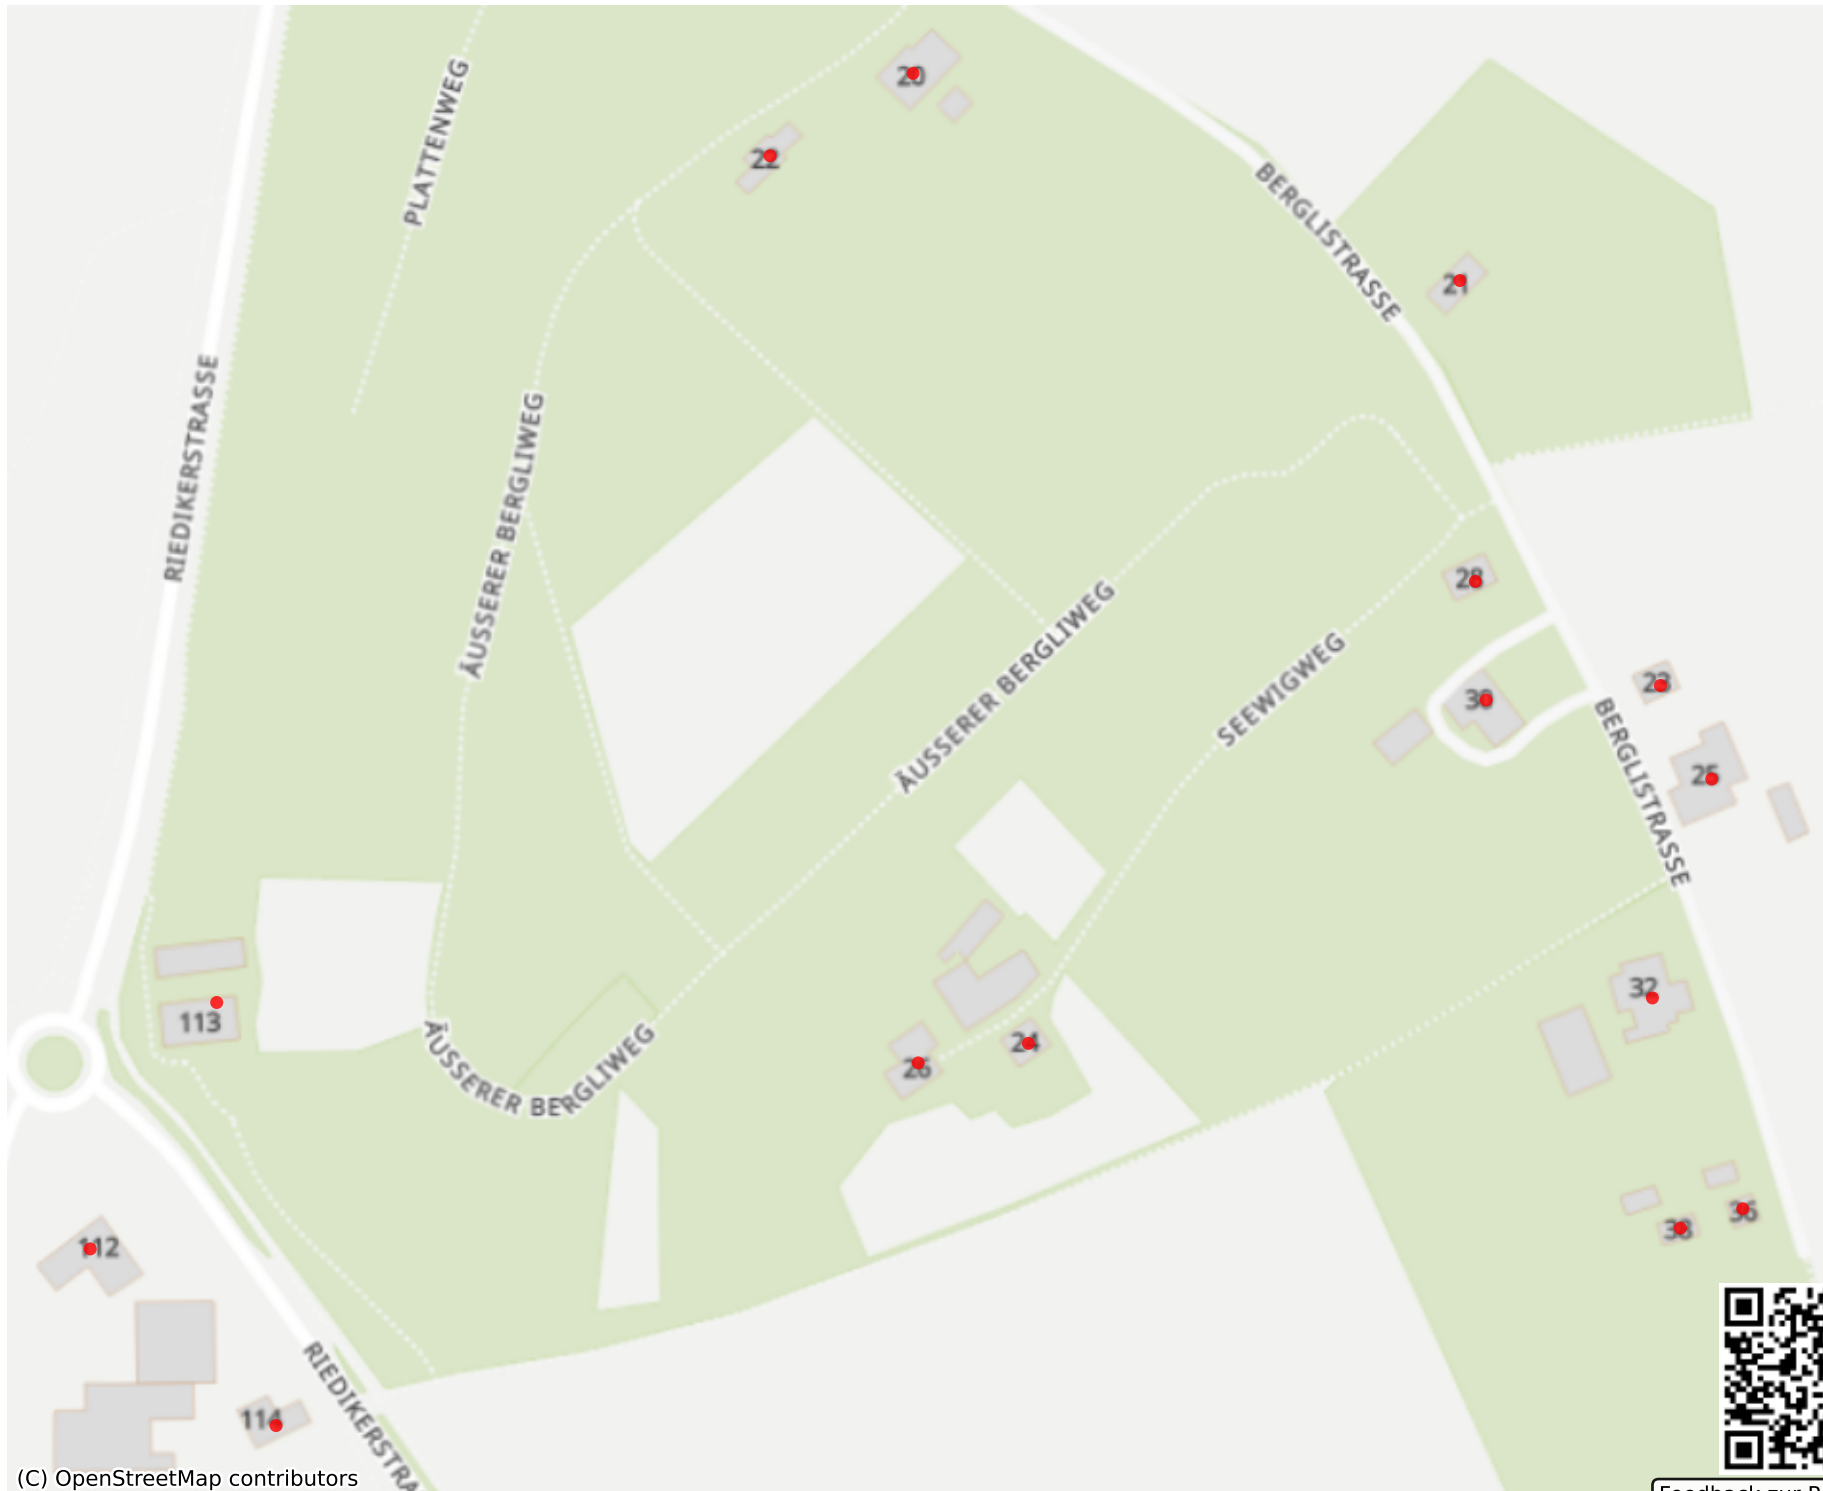 20
PLATTENWEG
22
BERGLISTRASSE
21
RIEDIKERSTRASSE
ÄUSSERER BERGLIWEG
28
ÄUSSERER BERGLIWEG
SEEWIGWEG
23
30
BERGLISTRASSE
25
32
113
24
ÄUSSERER BERGLIWEG
26
36
38
112
RIEDIKERSTRA
114
(C) OpenStreetMap contributors